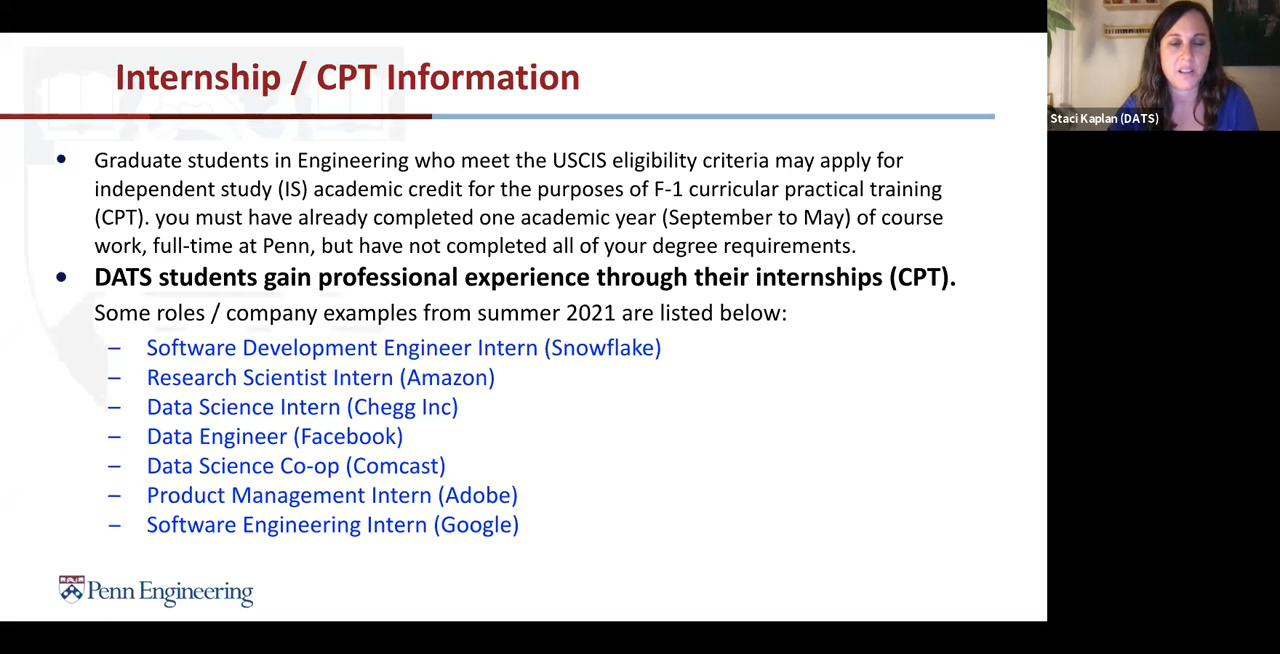 Internship / CPT Information
Staci Kaplan (DATS)
• Graduate students in Engineering who meet the USCIS eligibility criteria may apply for
independent study (IS) academic credit for the purposes of F-1 curricular practical training
(CPT). you must have already completed one academic year (September to May) of course
work, full-time at Penn, but have not completed all of your degree requirements.
• DATS students gain professional experience through their internships (CPT).
Some roles / company examples from summer 2021 are listed below:
– Software Development Engineer Intern (Snowflake)
– Research Scientist Intern (Amazon)
– Data Science Intern (Chegg Inc)
– Data Engineer (Facebook)
– Data Science Co-op (Comcast)
– Product Management Intern (Adobe)
– Software Engineering Intern (Google)
Penn Engineering